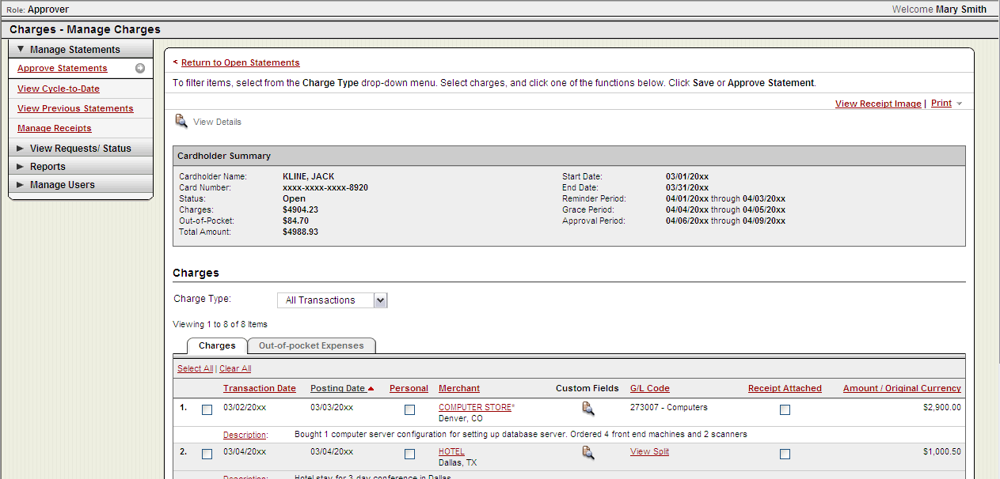 Role: Approver
Welcome Mary Smith
Charges - Manage Charges
Manage Statements
Approve Statements
View Cycle-to-Date
View Previous Statements
Manage Receipts
View Requests/ Status
Reports
Manage Users
< Return to Open Statements
To filter items, select from the Charge Type drop-down menu. Select charges, and click one of the functions below. Click Save or Approve Statement.
View Receipt Image | Print
View Details
Cardholder Summary
Cardholder Name: KLINE, JACK Start Date: 03/01/20xx
Card Number: xxxx-xxxx-xxxx-8920 End Date: 03/31/20xx
Status: Open Reminder Period: 04/01/20xx through 04/03/20xx
Charges: $4904.23 Grace Period: 04/04/20xx through 04/05/20xx
Out-of-Pocket: $84.70 Approval Period: 04/06/20xx through 04/09/20xx
Total Amount: $4988.93
Charges
Charge Type: All Transactions
Viewing 1 to 8 of 8 Items
Charges Out-of-pocket Expenses
Select All | Clear All
Transaction Date Posting Date Personal Merchant Custom Fields G/L Code Receipt Attached Amount / Original Currency
1. 03/02/20xx 03/03/20xx COMPUTER STORE* 273007 - Computers $2,900.00
Denver, CO
Description: Bought 1 computer server configuration for setting up database server. Ordered 4 front end machines and 2 scanners
2. 03/04/20xx 03/04/20xx HOTEL View Split $1,000.50
Dallas, TX
Description: Hotel stay for 3 day conference in Dallas